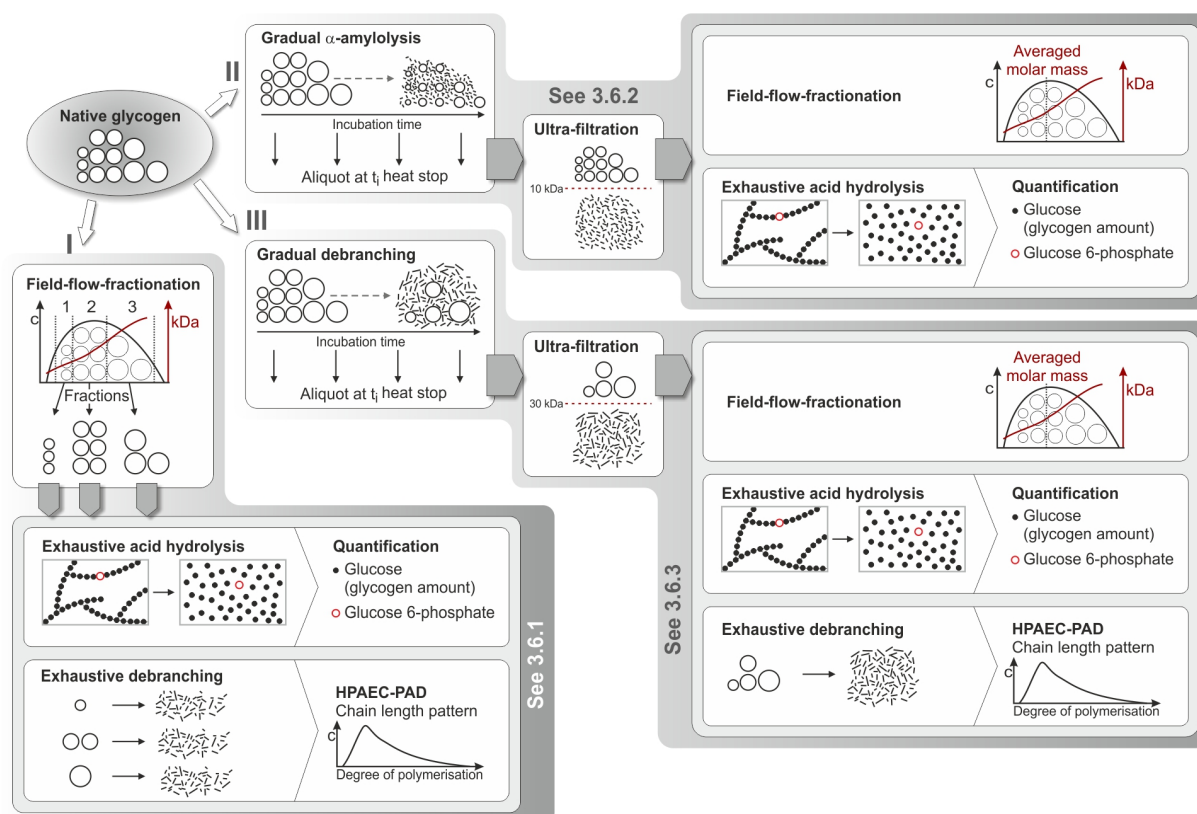 Native glycogen
I
Field-flow-fractionation
1 2 3
c
kDa
Fractions
Exhaustive acid hydrolysis
Quantification
Glucose
(glycogen amount)
Glucose 6-phosphate
Exhaustive debranching
HPAEC-PAD
Chain length pattern
c
Degree of polymerisation
See 3.6.1
II
Gradual α-amylolysis
Incubation time
Aliquot at ti heat stop
See 3.6.2
Ultra-filtration
10 kDa
Field-flow-fractionation
Averaged
molar mass
c
kDa
Exhaustive acid hydrolysis
Quantification
Glucose
(glycogen amount)
Glucose 6-phosphate
III
Gradual debranching
Incubation time
Aliquot at ti heat stop
Ultra-filtration
30 kDa
See 3.6.3
Field-flow-fractionation
Averaged
molar mass
c
kDa
Exhaustive acid hydrolysis
Quantification
Glucose
(glycogen amount)
Glucose 6-phosphate
Exhaustive debranching
HPAEC-PAD
Chain length pattern
c
Degree of polymerisation